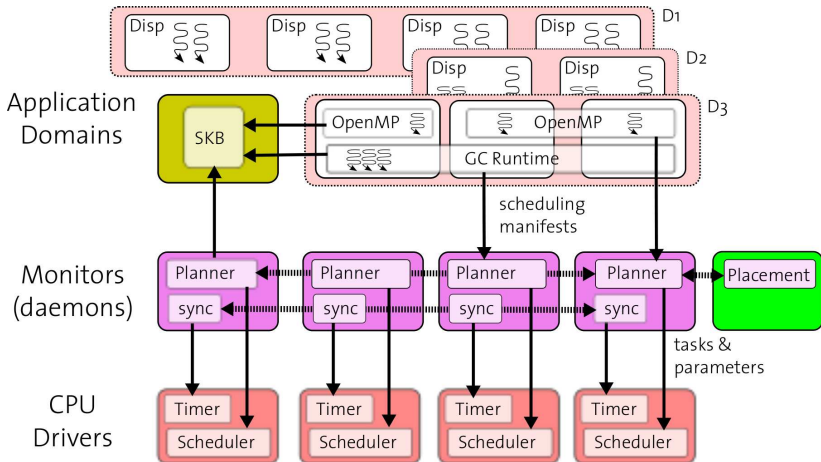 D1
Disp
Disp
Disp
Disp
D2
Disp
Disp
D3
Application
Domains
SKB
OpenMP
OpenMP
GC Runtime
scheduling
manifests
Monitors
(daemons)
Planner
Planner
Planner
Planner
Placement
sync
sync
sync
sync
tasks &
parameters
CPU
Drivers
Timer
Timer
Timer
Timer
Scheduler
Scheduler
Scheduler
Scheduler